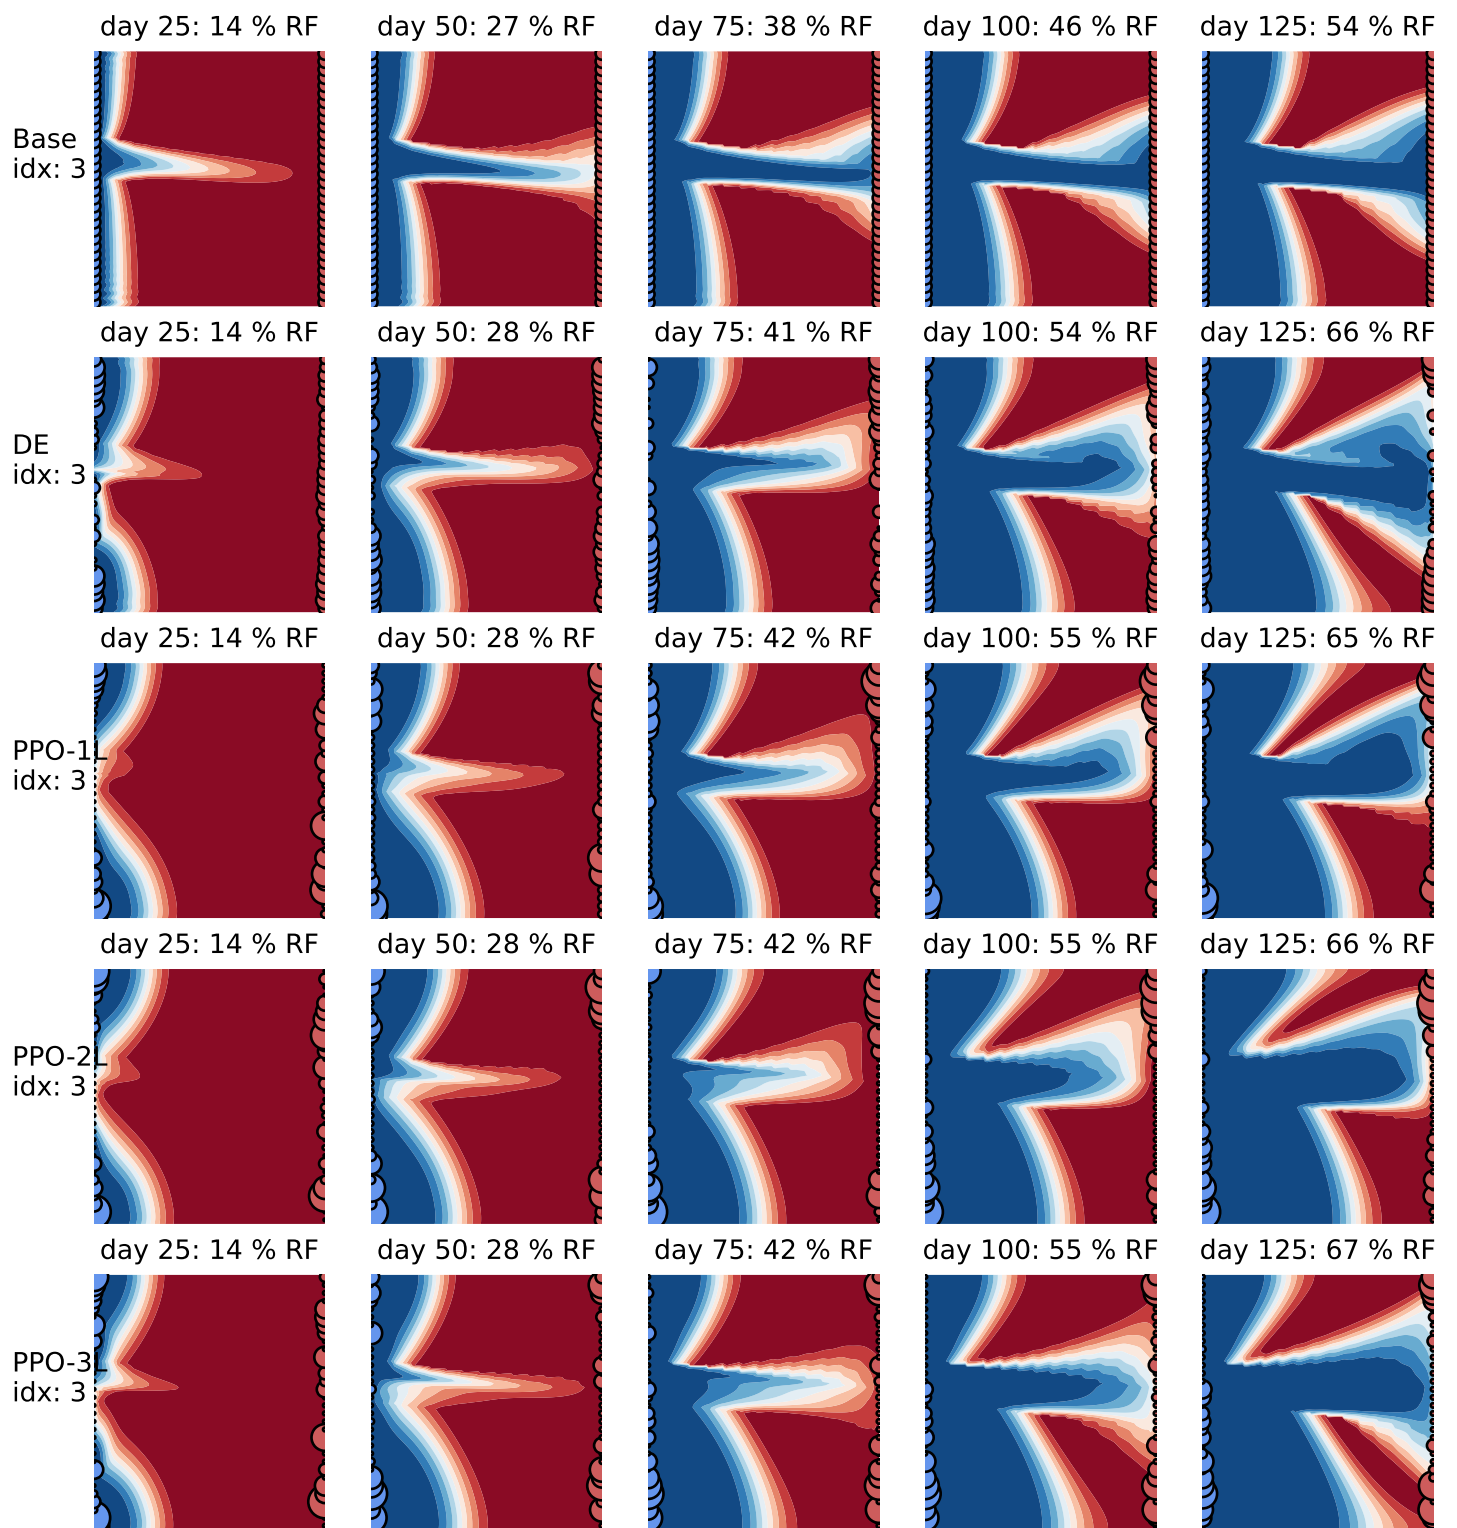 day 25: 14 % RF
day 50: 27 % RF
day 75: 38 % RF
day 100: 46 % RF
day 125: 54 % RF
Base
idx: 3
day 25: 14 % RF
day 50: 28 % RF
day 75: 41 % RF
day 100: 54 % RF
day 125: 66 % RF
DE
idx: 3
day 25: 14 % RF
day 50: 28 % RF
day 75: 42 % RF
day 100: 55 % RF
day 125: 65 % RF
PPO-1L
idx: 3
day 25: 14 % RF
day 50: 28 % RF
day 75: 42 % RF
day 100: 55 % RF
day 125: 66 % RF
PPO-2L
idx: 3
day 25: 14 % RF
day 50: 28 % RF
day 75: 42 % RF
day 100: 55 % RF
day 125: 67 % RF
PPO-3L
idx: 3